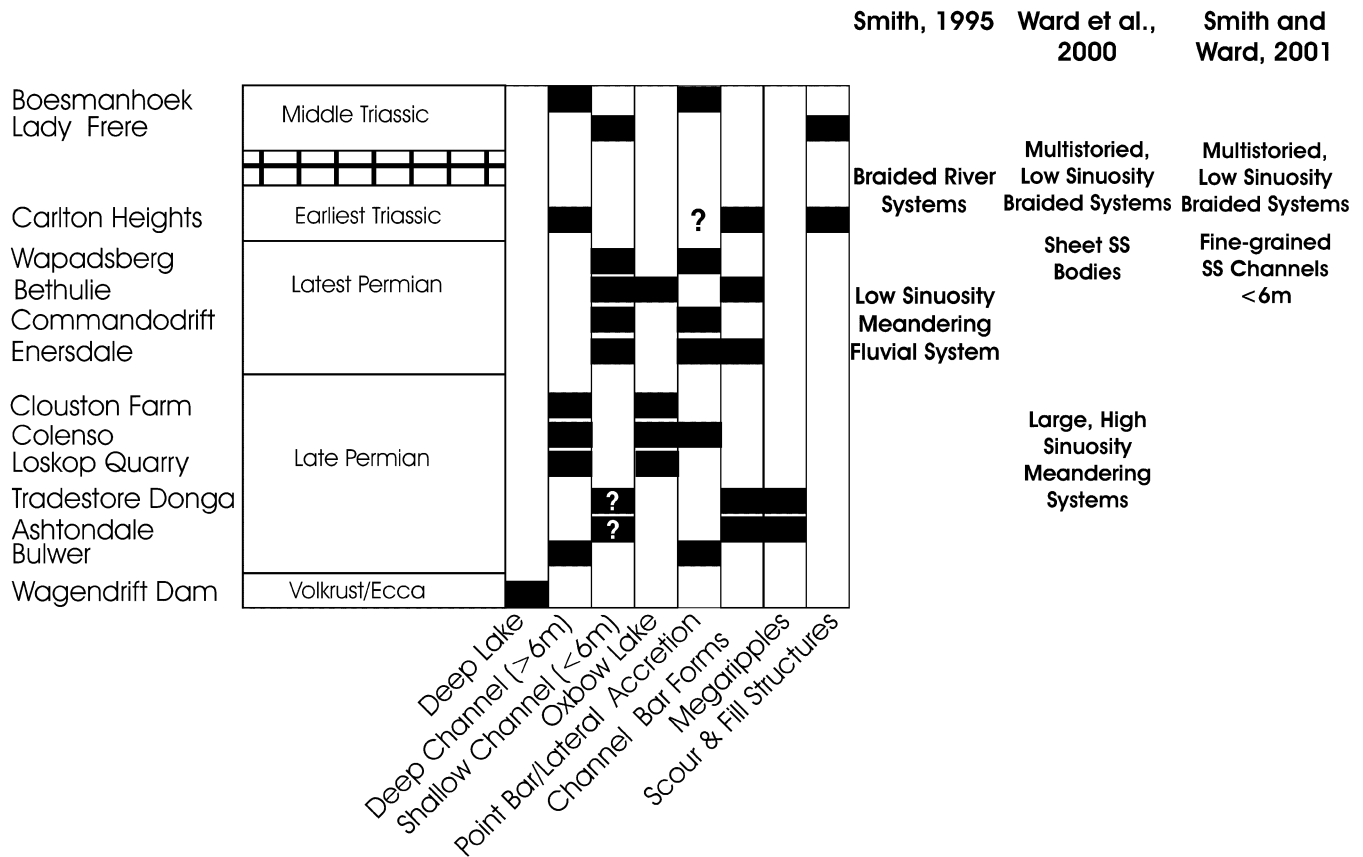 Smith, 1995
Ward et al.,
2000
Smith and
Ward, 2001
Boesmanhoek
Lady Frere
Middle Triassic
Carlton Heights
Earliest Triassic
?
Braided River
Systems
Multistoried,
Low Sinuosity
Braided Systems
Multistoried,
Low Sinuosity
Braided Systems
Wapadsberg
Bethulie
Commandodrift
Enersdale
Latest Permian
Low Sinuosity
Meandering
Fluvial System
Sheet SS
Bodies
Fine-grained
SS Channels
<6m
Clouston Farm
Colenso
Loskop Quarry
Tradestore Donga
Ashtondale
Bulwer
Late Permian
?
?
Large, High
Sinuosity
Meandering
Systems
Wagendrift Dam
Volkrust/Ecca
Deep Lake
Deep Channel (>6m)
Shallow Channel (<6m)
Oxbow Lake
Point Bar/Lateral Accretion
Channel Bar Forms
Megaripples
Scour & Fill Structures